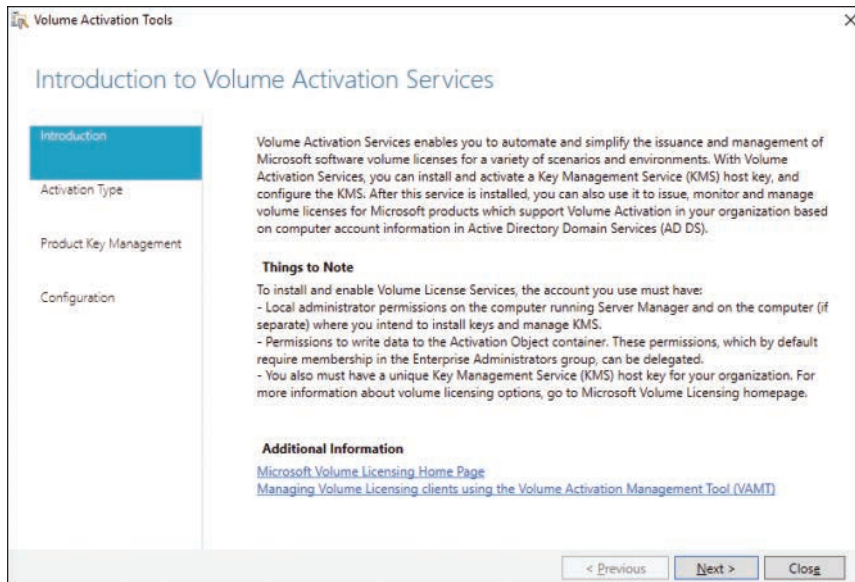 Volume Activation Tools
Introduction to Volume Activation Services
Introduction
Activation Type
Product Key Management
Configuration
Volume Activation Services enables you to automate and simplify the issuance and management of
Microsoft software volume licenses for a variety of scenarios and environments. With Volume
Activation Services, you can install and activate a Key Management Service (KMS) host key, and
configure the KMS. After this service is installed, you can also use it to issue, monitor and manage
volume licenses for Microsoft products which support Volume Activation in your organization based
on computer account information in Active Directory Domain Services (AD DS).
Things to Note
To install and enable Volume License Services, the account you use must have:
- Local administrator permissions on the computer running Server Manager and on the computer (if
separate) where you intend to install keys and manage KMS.
- Permissions to write data to the Activation Object container. These permissions, which by default
require membership in the Enterprise Administrators group, can be delegated.
- You also must have a unique Key Management Service (KMS) host key for your organization. For
more information about volume licensing options, go to Microsoft Volume Licensing homepage.
Additional Information
Microsoft Volume Licensing Home Page
Managing Volume Licensing clients using the Volume Activation Management Tool (VAMT)
< Previous
Next >
Close